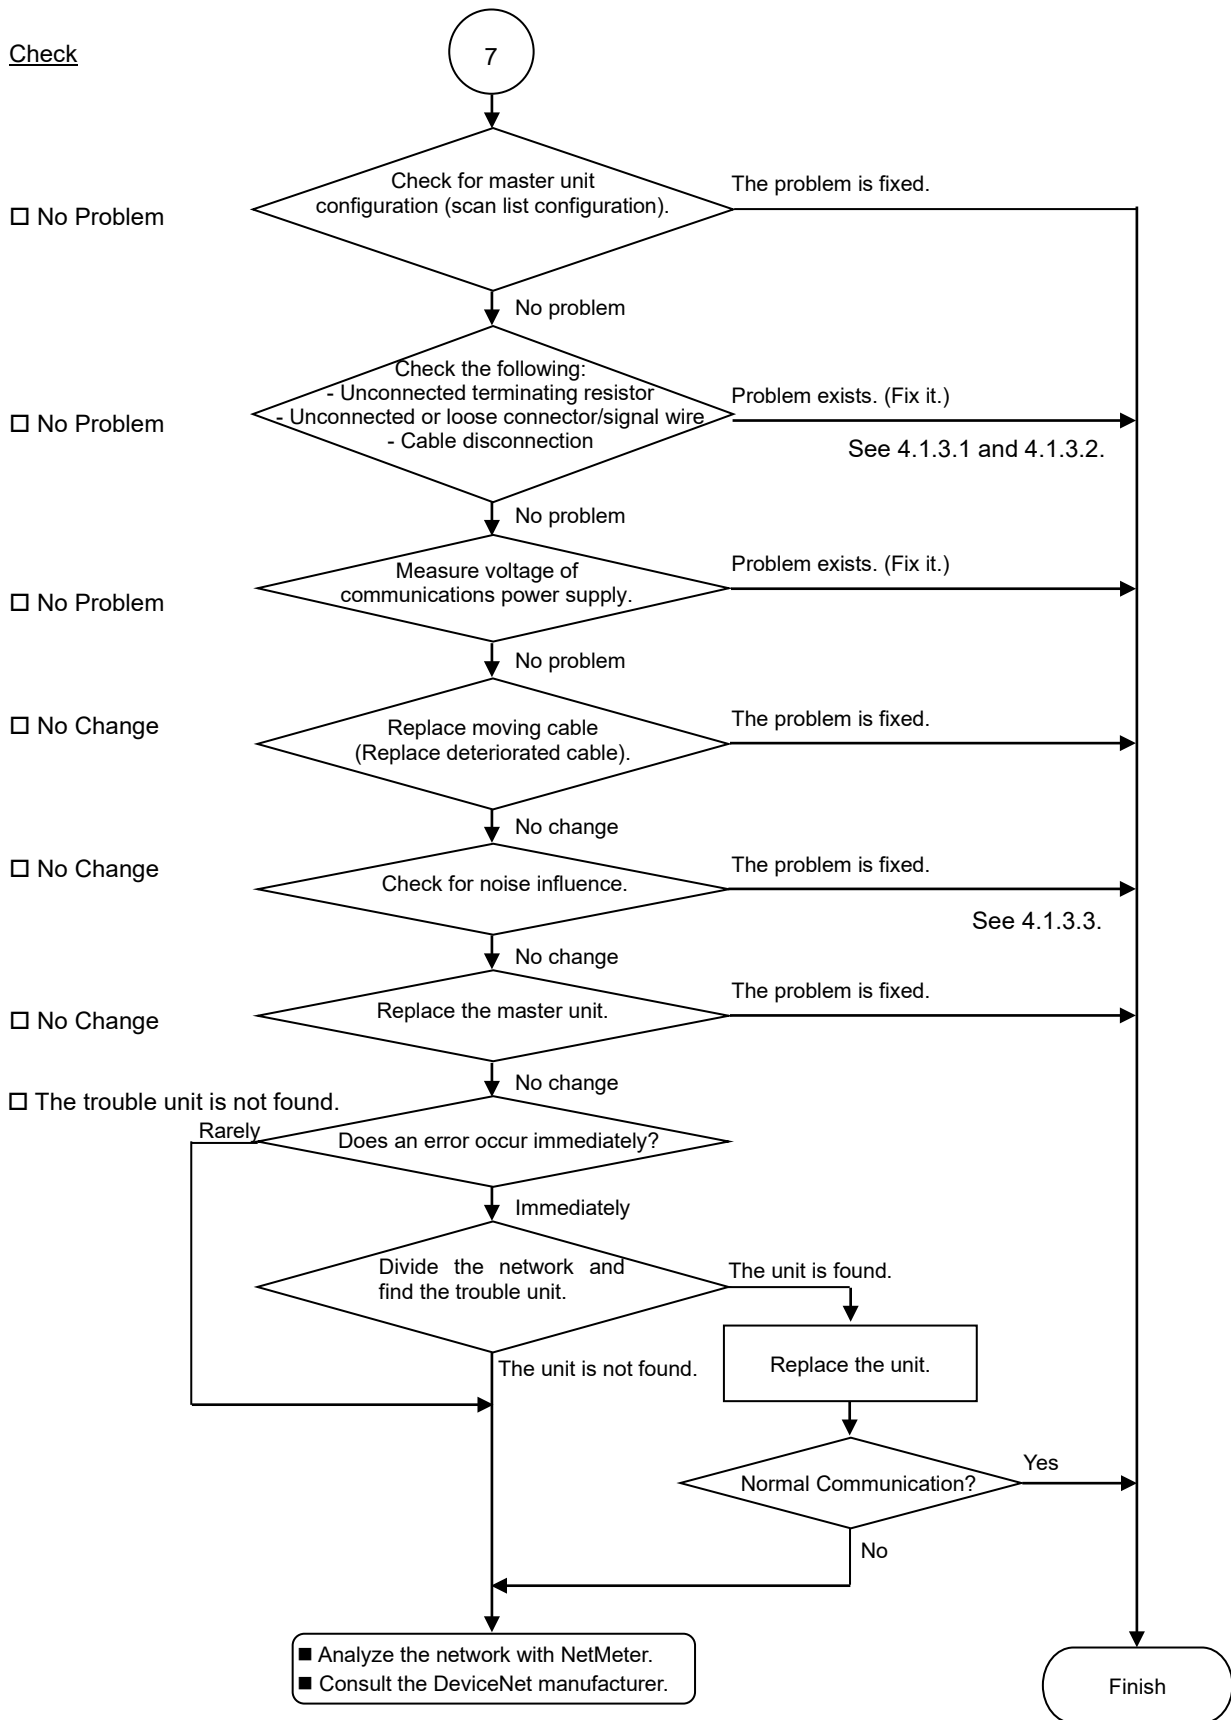 Check
7
Check for master unit
configuration (scan list configuration).
The problem is fixed.
□ No Problem
No problem
Check the following:
- Unconnected terminating resistor
- Unconnected or loose connector/signal wire
- Cable disconnection
Problem exists. (Fix it.)
□ No Problem
See 4.1.3.1 and 4.1.3.2.
No problem
Measure voltage of
communications power supply.
Problem exists. (Fix it.)
□ No Problem
No problem
□ No Change
Replace moving cable
(Replace deteriorated cable).
The problem is fixed.
No change
□ No Change
Check for noise influence.
The problem is fixed.
See 4.1.3.3.
No change
□ No Change
Replace the master unit.
The problem is fixed.
No change
□ The trouble unit is not found.
Rarely
Does an error occur immediately?
Immediately
Divide the network and
find the trouble unit.
The unit is found.
The unit is not found.
Replace the unit.
Normal Communication?
Yes
No
■ Analyze the network with NetMeter.
■ Consult the DeviceNet manufacturer.
Finish